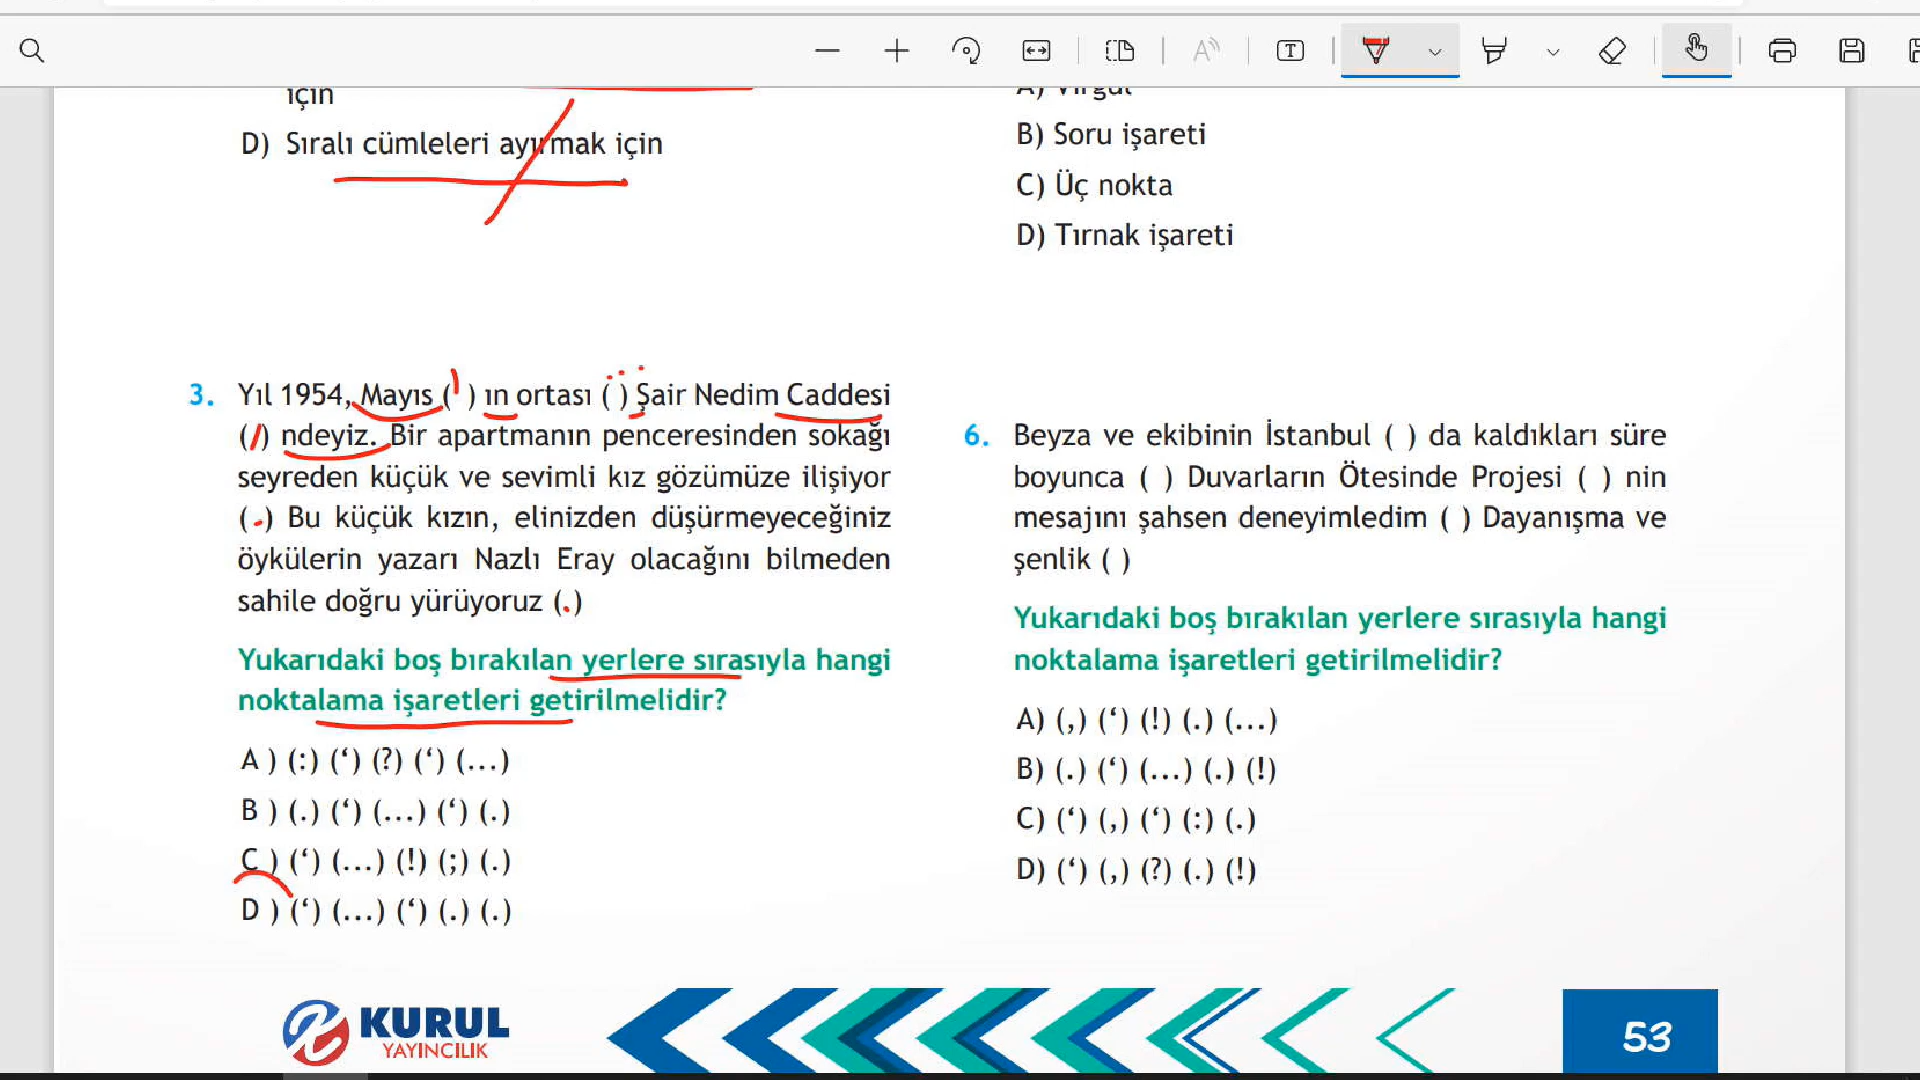 için
D) Sıralı cümleleri ayırmak için
3. Yıl 1954, Mayıs (') ın ortası (...) Şair Nedim Caddesi
(/) ndeyiz. Bir apartmanın penceresinden sokağı
seyreden küçük ve sevimli kız gözümüze ilişiyor
(.) Bu küçük kızın, elinizden düşürmeyeceğiniz
öykülerin yazarı Nazlı Eray olacağını bilmeden
sahile doğru yürüyoruz (.)
Yukarıdaki boş bırakılan yerlere sırasıyla hangi
noktalama işaretleri getirilmelidir?
A ) (:) (‘) (?) (‘) (...)
B ) (.) (‘) (...) (‘) (.)
C ) (‘) (...) (!) (;) (.)
D ) (‘) (...) (‘) (.) (.)
A) Virgül
B) Soru işareti
C) Üç nokta
D) Tırnak işareti
6. Beyza ve ekibinin İstanbul ( ) da kaldıkları süre
boyunca ( ) Duvarların Ötesinde Projesi ( ) nin
mesajını şahsen deneyimledim ( ) Dayanışma ve
şenlik ( )
Yukarıdaki boş bırakılan yerlere sırasıyla hangi
noktalama işaretleri getirilmelidir?
A) (,) (‘) (!) (.) (...)
B) (.) (‘) (...) (.) (!)
C) (‘) (,) (‘) (:) (.)
D) (‘) (,) (?) (.) (!)
KURUL
YAYINCILIK
53